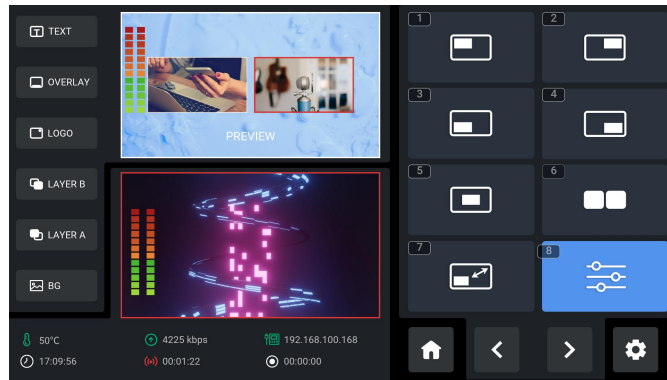 TEXT
OVERLAY
LOGO
LAYER B
LAYER A
BG
PREVIEW
50°C
4225 kbps
192.168.100.168
17:09:56
00:01:22
00:00:00
1
2
3
4
5
6
7
8